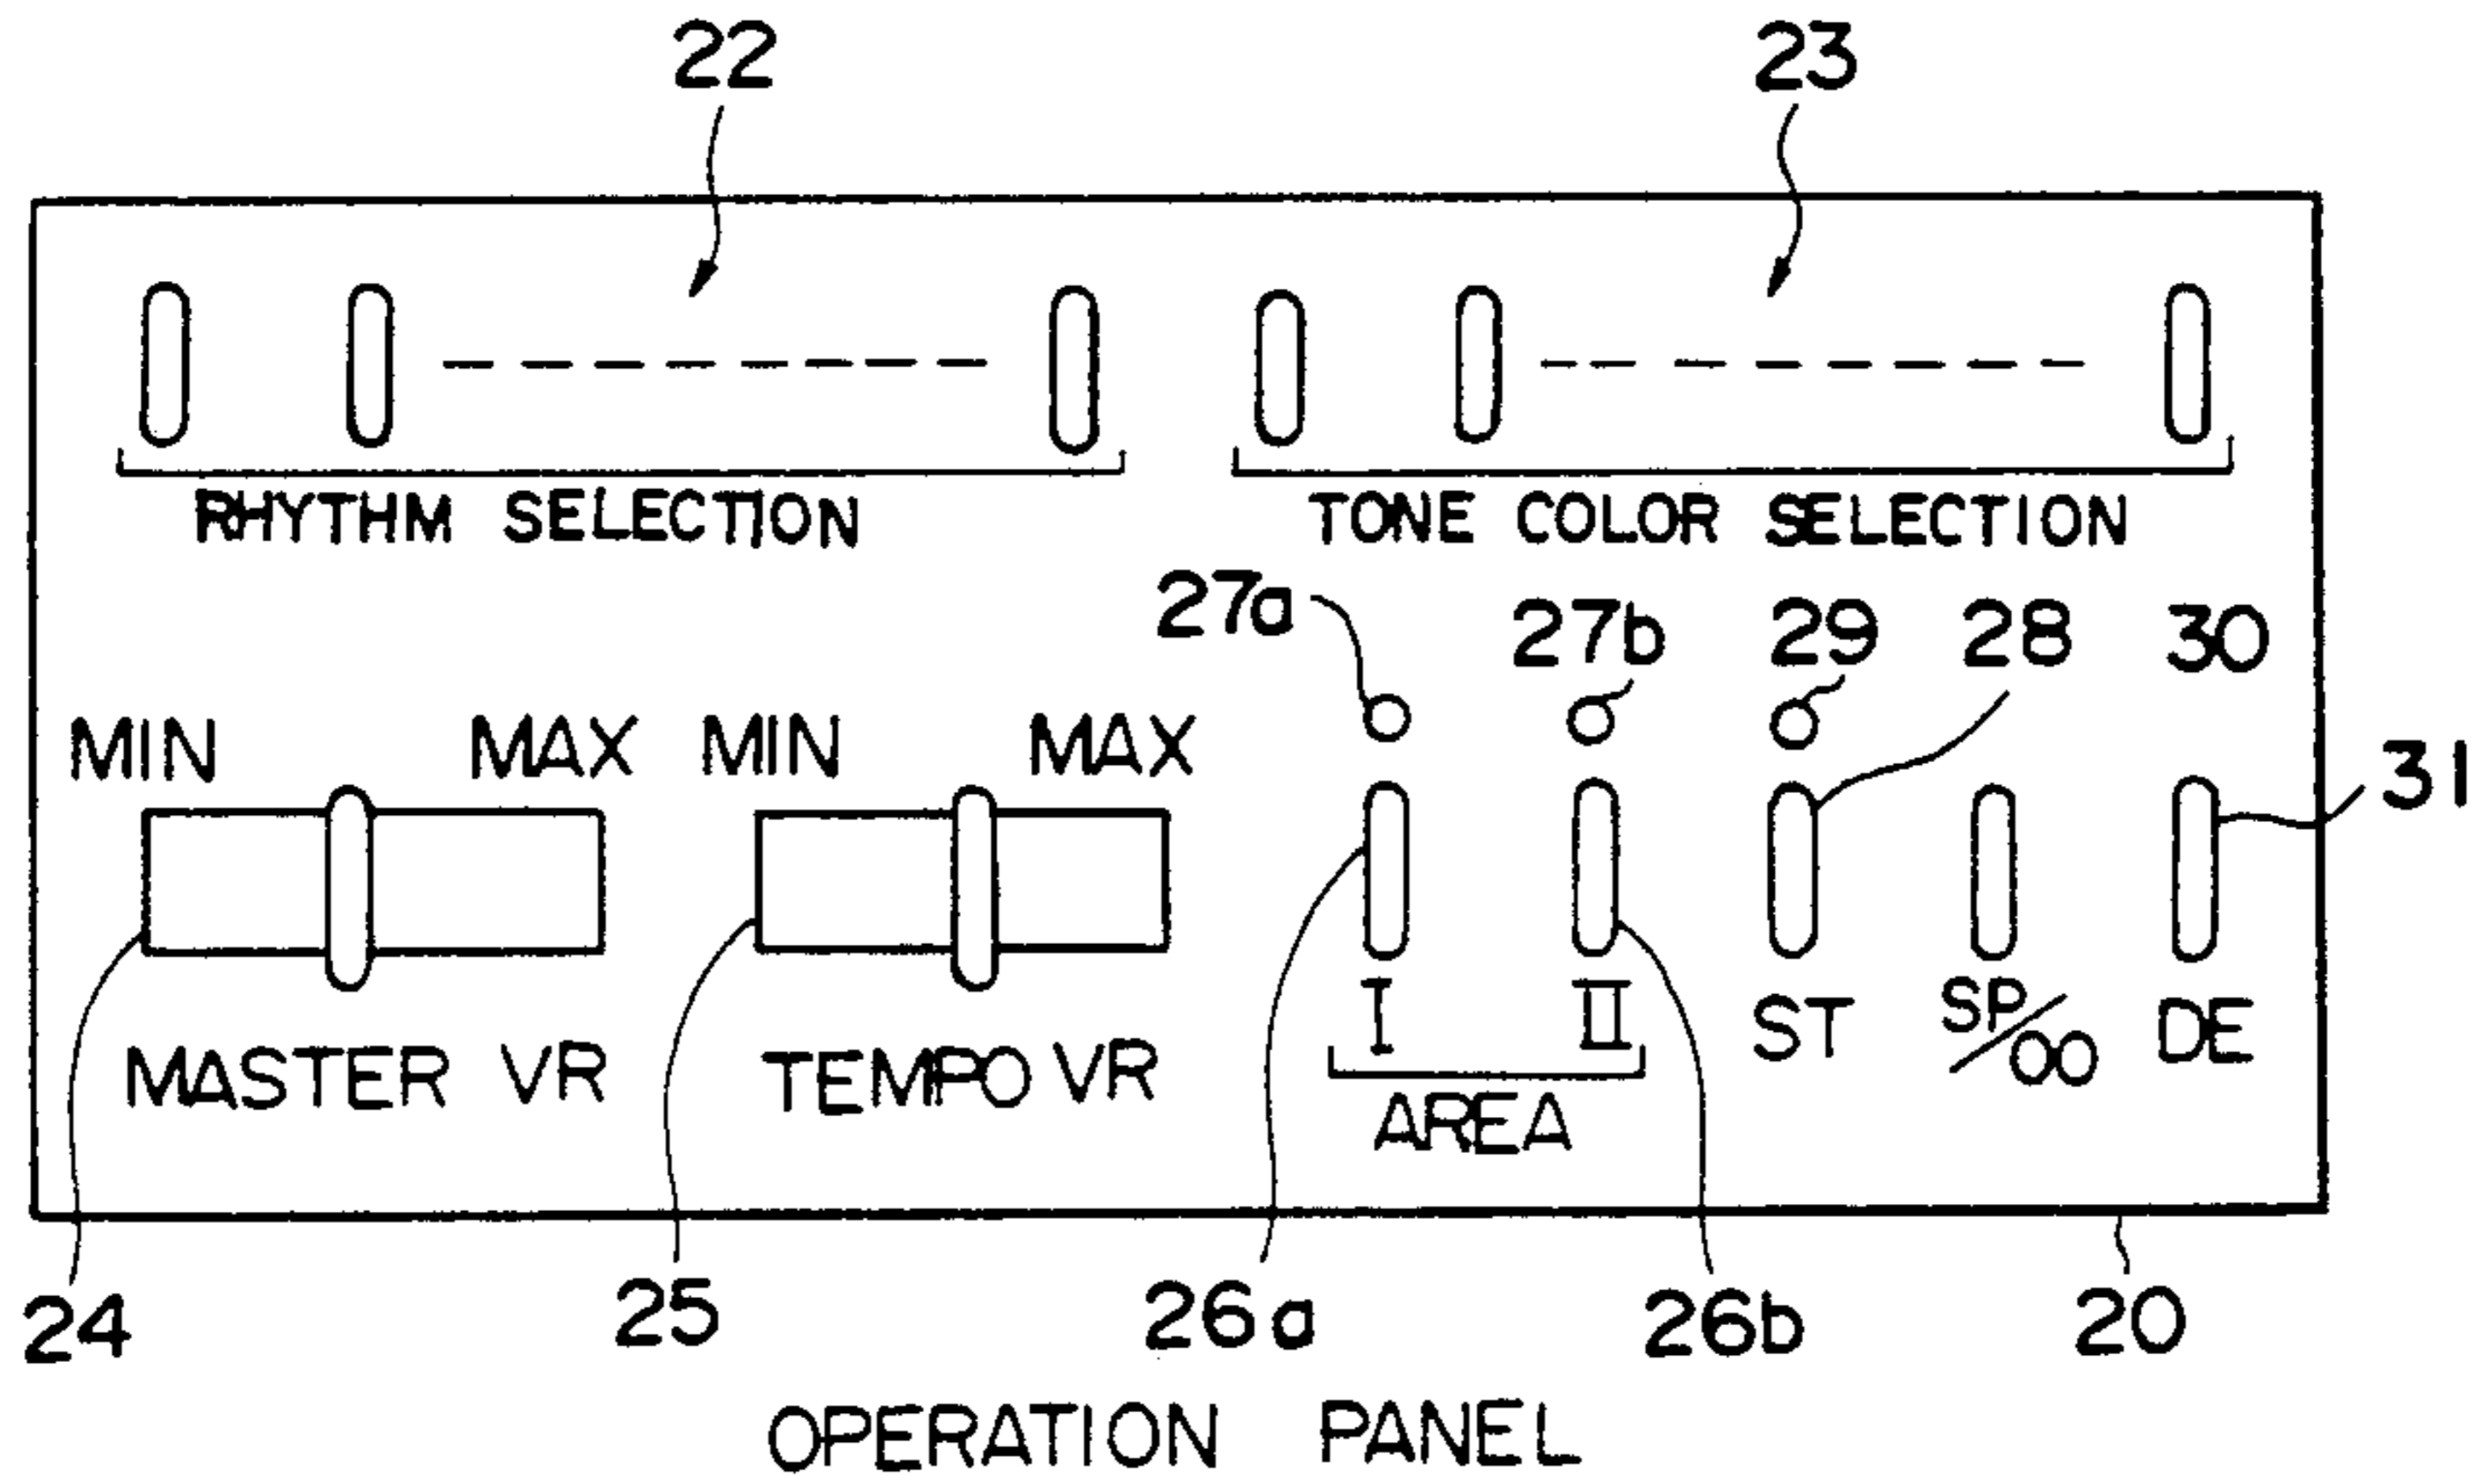 22 23
RHYTHM SELECTION TONE COLOR SELECTION
27a 27b 29 28 30
MIN MAX MIN MAX
31
I II ST SP/OO DE
MASTER VR TEMPO VR
AREA
24 25 26a 26b 20
OPERATION PANEL